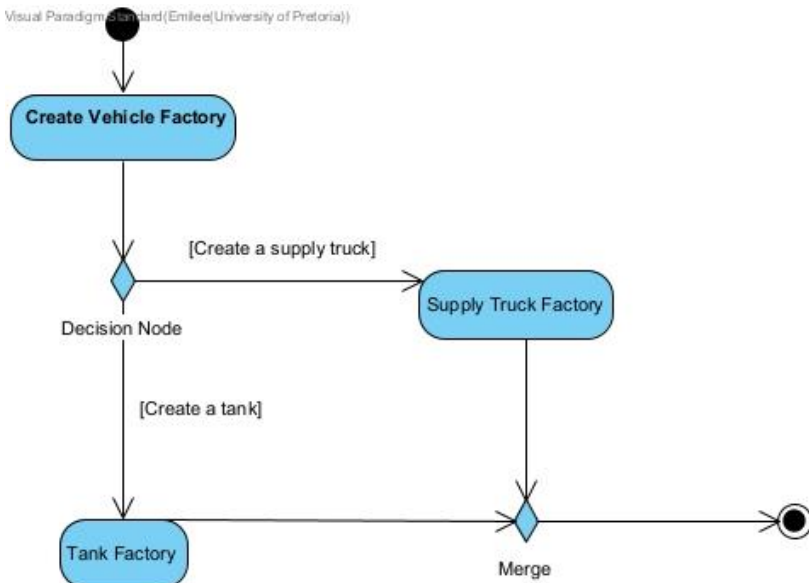 Visual Paradigm Standard(Emilee(University of Pretoria))
Create Vehicle Factory
[Create a supply truck]
Supply Truck Factory
Decision Node
[Create a tank]
Tank Factory
Merge